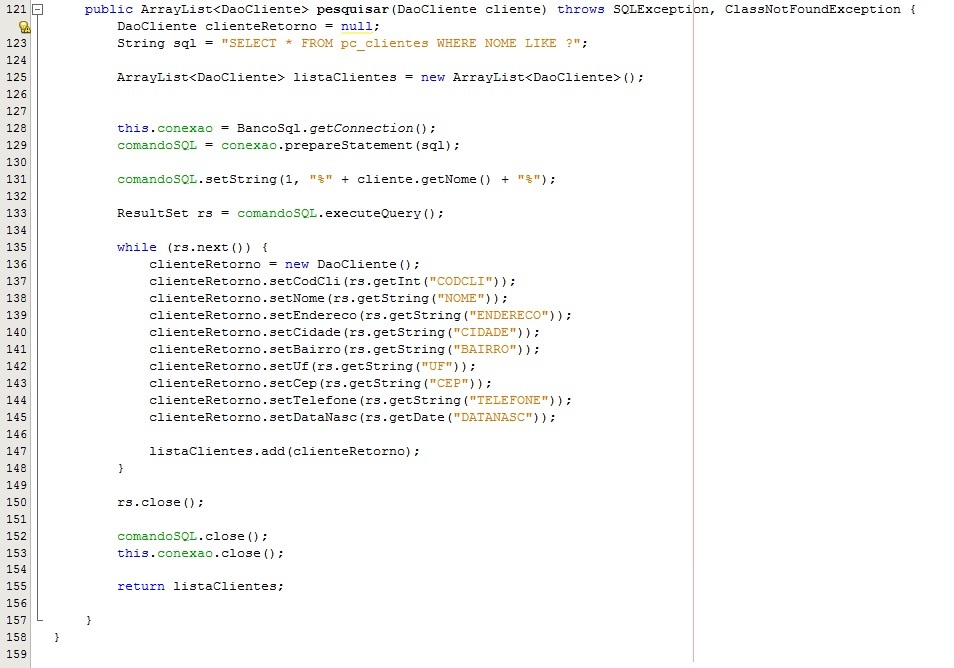 121 public ArrayList<DaoCliente> pesquisar(DaoCliente cliente) throws SQLException, ClassNotFoundException {
DaoCliente clienteRetorno = null;
123 String sql = "SELECT * FROM pc_clientes WHERE NOME LIKE ?";
124
125 ArrayList<DaoCliente> listaClientes = new ArrayList<DaoCliente>();
126
127
128 this.conexao = BancoSql.getConnection();
129 comandoSQL = conexao.prepareStatement(sql);
130
131 comandoSQL.setString(1, "%" + cliente.getNome() + "%");
132
133 ResultSet rs = comandoSQL.executeQuery();
134
135 while (rs.next()) {
136 clienteRetorno = new DaoCliente();
137 clienteRetorno.setCodCli(rs.getInt("CODCLI"));
138 clienteRetorno.setNome(rs.getString("NOME"));
139 clienteRetorno.setEndereco(rs.getString("ENDERECO"));
140 clienteRetorno.setCidade(rs.getString("CIDADE"));
141 clienteRetorno.setBairro(rs.getString("BAIRRO"));
142 clienteRetorno.setUf(rs.getString("UF"));
143 clienteRetorno.setCep(rs.getString("CEP"));
144 clienteRetorno.setTelefone(rs.getString("TELEFONE"));
145 clienteRetorno.setDataNasc(rs.getDate("DATANASC"));
146
147 listaClientes.add(clienteRetorno);
148 }
149
150 rs.close();
151
152 comandoSQL.close();
153 this.conexao.close();
154
155 return listaClientes;
156
157 }
158 }
159